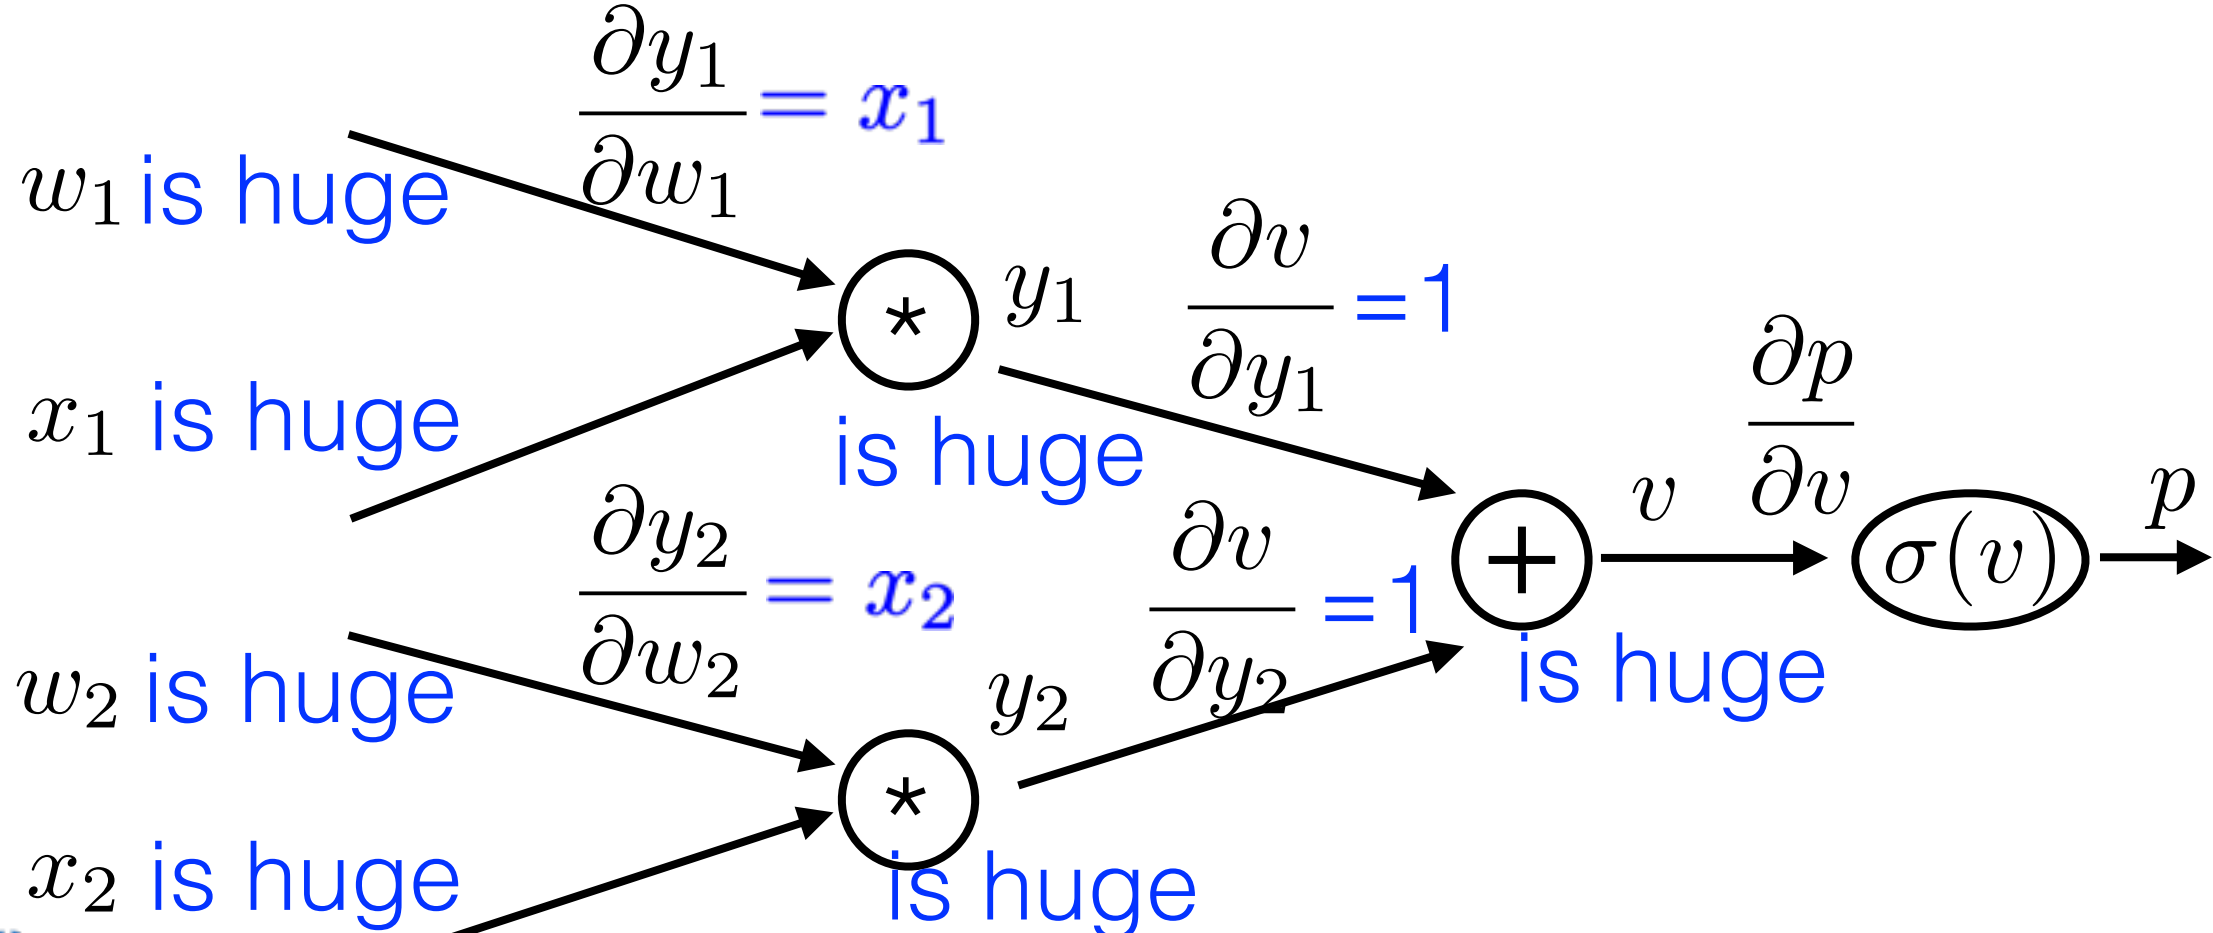 ∂y₁/∂w₁ = x₁
w₁ is huge
* y₁
∂v/∂y₁ =1
x₁ is huge
is huge
∂y₂/∂w₂ = x₂
∂v/∂y₂ =1
+ v
∂p/∂v
σ(v) p
is huge
w₂ is huge
* y₂
x₂ is huge
is huge